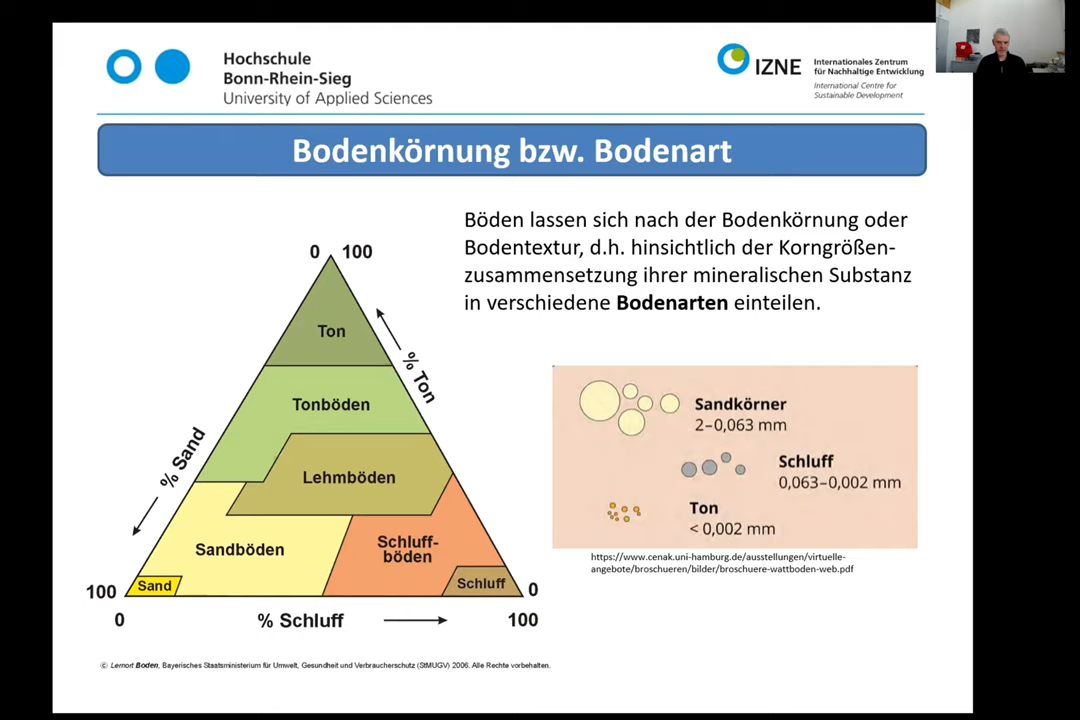 Hochschule
Bonn-Rhein-Sieg
University of Applied Sciences
IZNE
Internationales Zentrum
für Nachhaltige Entwicklung
International Centre for
Sustainable Development
Bodenkörnung bzw. Bodenart
Böden lassen sich nach der Bodenkörnung oder
Bodentextur, d.h. hinsichtlich der Korngrößen-
zusammensetzung ihrer mineralischen Substanz
in verschiedene Bodenarten einteilen.
0 100
Ton
% Ton
Tonböden
% Sand
Lehmböden
Sandböden
Schluff-
böden
Sand
Schluff
100
0
0
% Schluff
100
Sandkörner
2–0,063 mm
Schluff
0,063–0,002 mm
Ton
< 0,002 mm
https://www.cenak.uni-hamburg.de/ausstellungen/virtuelle-
angebote/broschueren/bilder/broschuere-wattboden-web.pdf
© Lernort Boden, Bayerisches Staatsministerium für Umwelt, Gesundheit und Verbraucherschutz (StMUGV) 2006. Alle Rechte vorbehalten.